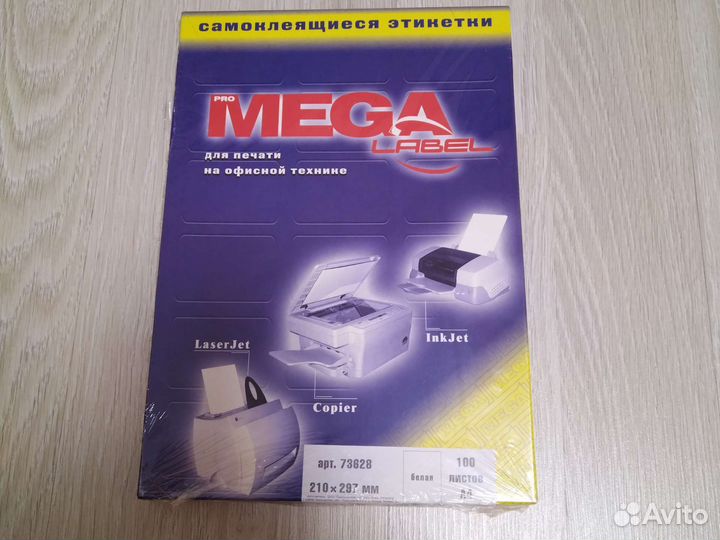 самоклеящиеся этикетки
PRO
MEGA
LABEL
для печати
на офисной технике
InkJet
LaserJet
Copier
арт. 73628
белая
100
листов
210 × 297 мм
А4
Avito